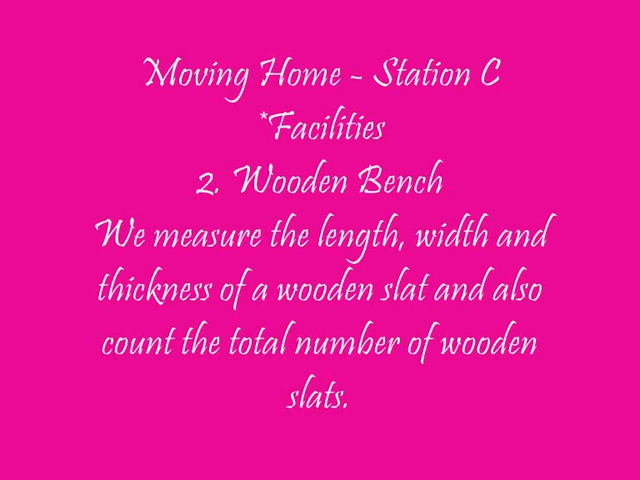 Moving Home - Station C
*Facilities
2. Wooden Bench
We measure the length, width and
thickness of a wooden slat and also
count the total number of wooden
slats.